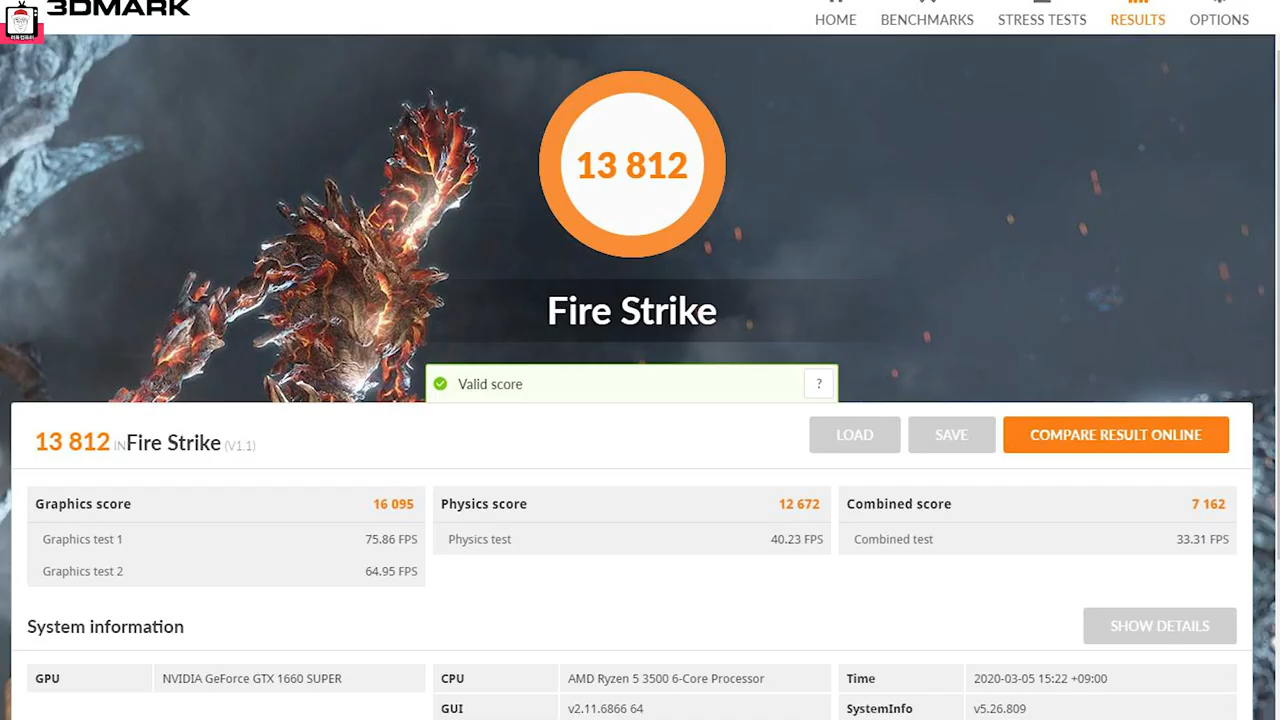 3DMARK
HOME BENCHMARKS STRESS TESTS RESULTS OPTIONS
13 812
Fire Strike
Valid score ?
13 812 IN Fire Strike (V1.1)
LOAD SAVE COMPARE RESULT ONLINE
Graphics score 16 095 Physics score 12 672 Combined score 7 162
Graphics test 1 75.86 FPS Physics test 40.23 FPS Combined test 33.31 FPS
Graphics test 2 64.95 FPS
System information SHOW DETAILS
GPU NVIDIA GeForce GTX 1660 SUPER CPU AMD Ryzen 5 3500 6-Core Processor Time 2020-03-05 15:22 +09:00
GUI v2.11.6866 64 SystemInfo v5.26.809